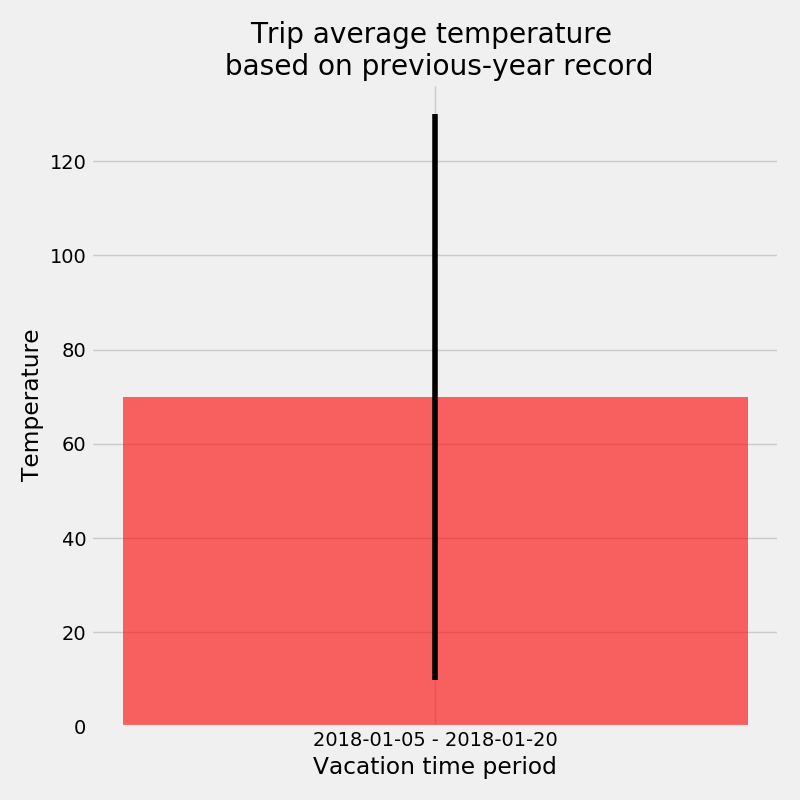 Trip average temperature
based on previous-year record
120
100
80
60
40
20
0
Temperature
2018-01-05 - 2018-01-20
Vacation time period